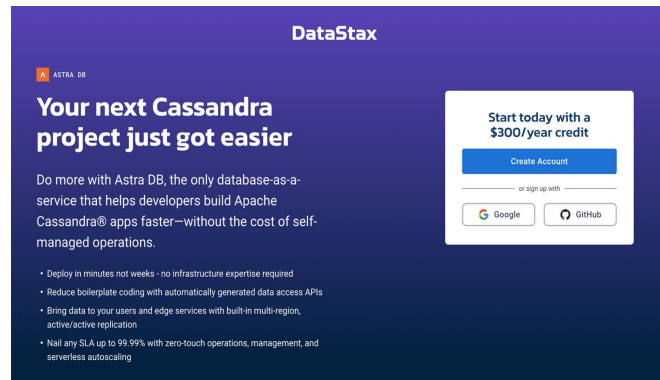 DataStax
ASTRA DB
Your next Cassandra
project just got easier
Do more with Astra DB, the only database-as-a-
service that helps developers build Apache
Cassandra® apps faster—without the cost of self-
managed operations.
• Deploy in minutes not weeks - no infrastructure expertise required
• Reduce boilerplate coding with automatically generated data access APIs
• Bring data to your users and edge services with built-in multi-region,
active/active replication
• Nail any SLA up to 99.99% with zero-touch operations, management, and
serverless autoscaling
Start today with a
$300/year credit
Create Account
or sign up with
Google
GitHub